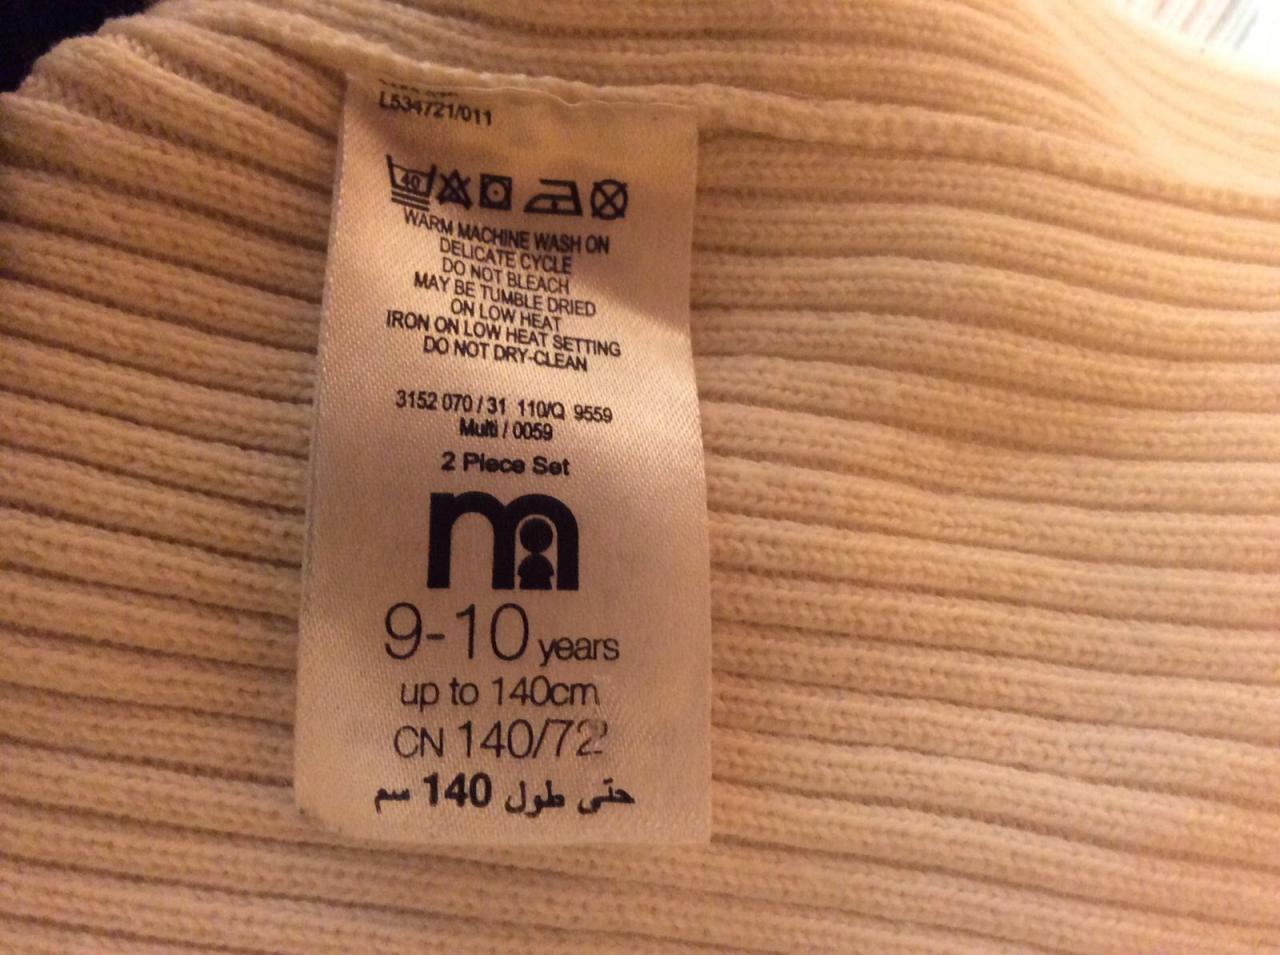 L534721/011
40
WARM MACHINE WASH ON
DELICATE CYCLE
DO NOT BLEACH
MAY BE TUMBLE DRIED
ON LOW HEAT
IRON ON LOW HEAT SETTING
DO NOT DRY-CLEAN
3152 070 / 31 110/Q 9559
Multi / 0059
2 Piece Set
m
9-10 years
up to 140cm
CN 140/72
حتّى طول 140 سم